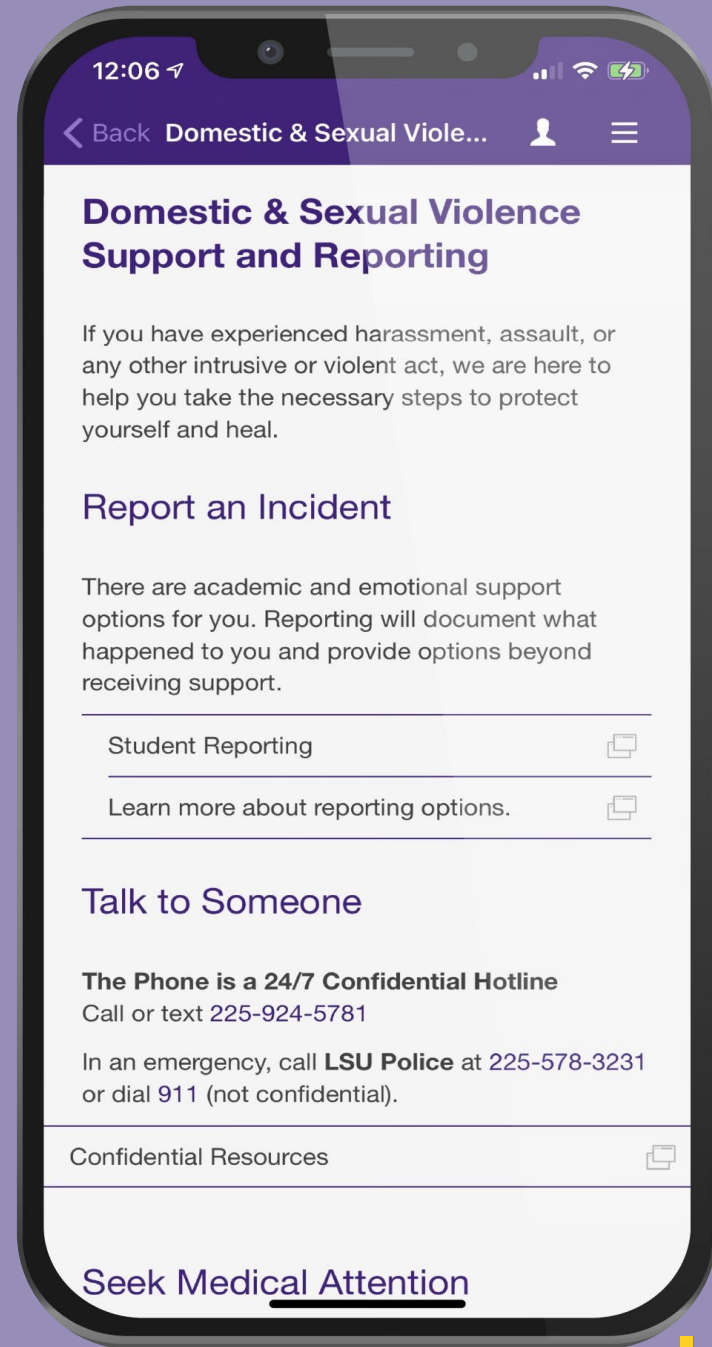 12:06
Back Domestic & Sexual Viole...
Domestic & Sexual Violence
Support and Reporting
If you have experienced harassment, assault, or
any other intrusive or violent act, we are here to
help you take the necessary steps to protect
yourself and heal.
Report an Incident
There are academic and emotional support
options for you. Reporting will document what
happened to you and provide options beyond
receiving support.
Student Reporting
Learn more about reporting options.
Talk to Someone
The Phone is a 24/7 Confidential Hotline
Call or text 225-924-5781
In an emergency, call LSU Police at 225-578-3231
or dial 911 (not confidential).
Confidential Resources
Seek Medical Attention